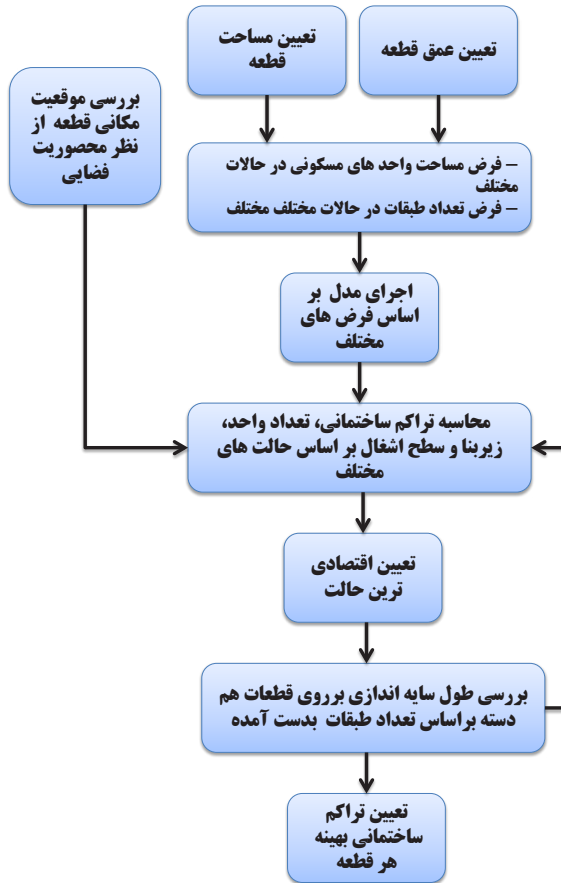 تعیین عمق قطعه
تعیین مساحت
قطعه
بررسی موقعیت
مکانی قطعه از
نظر محصوریت
فضایی
– فرض مساحت واحد های مسکونی در حالات
مختلف
– فرض تعداد طبقات در حالات مختلف مختلف
اجرای مدل بر
اساس فرض های
مختلف
محاسبه تراکم ساختمانی، تعداد واحد،
زیربنا و سطح اشغال بر اساس حالت های
مختلف
تعیین اقتصادی
ترین حالت
بررسی طول سایه اندازی برروی قطعات هم
دسته براساس تعداد طبقات بدست آمده
تعیین تراکم
ساختمانی بهینه
هر قطعه